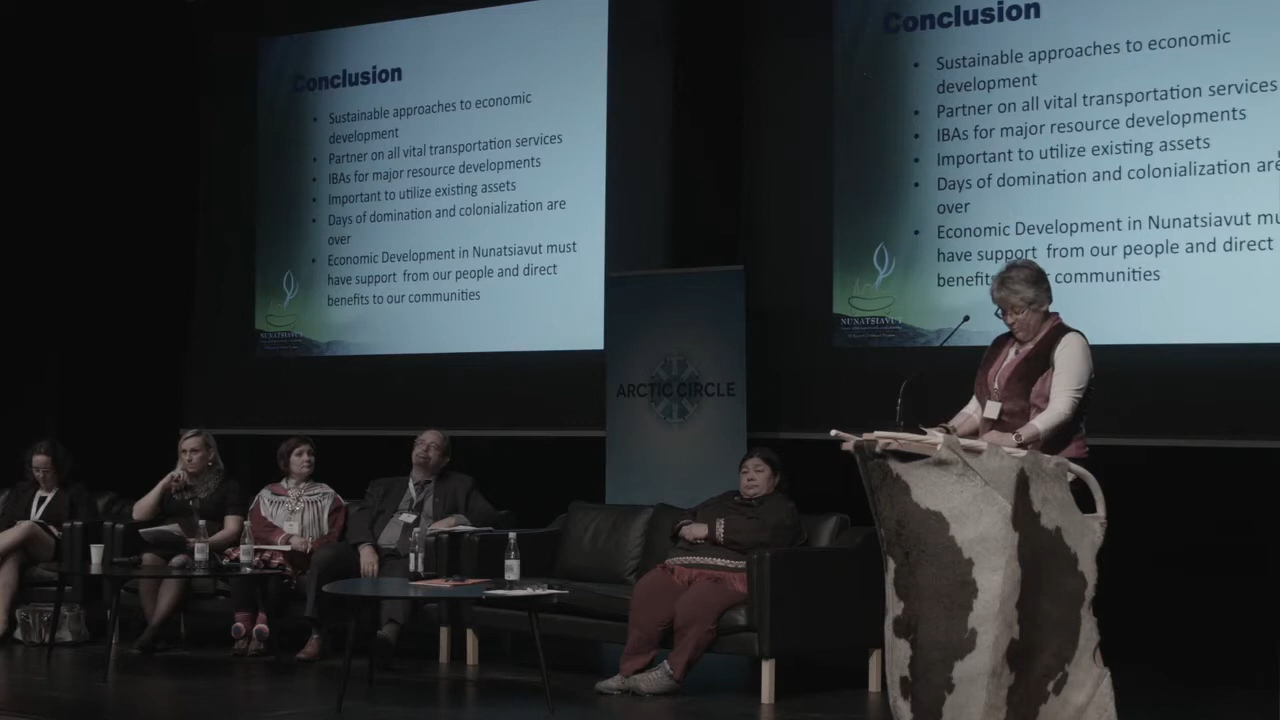 Conclusion
• Sustainable approaches to economic
development
• Partner on all vital transportation services
• IBAs for major resource developments
• Important to utilize existing assets
• Days of domination and colonialization are
over
• Economic Development in Nunatsiavut must
have support from our people and direct
benefits to our communities
NUNATSIAVUT
ARCTIC CIRCLE
Conclusion
• Sustainable approaches to economic
development
• Partner on all vital transportation services
• IBAs for major resource developments
• Important to utilize existing assets
• Days of domination and colonialization are
over
• Economic Development in Nunatsiavut mu
have support from our people and direct
benefits communities
NUNATSIAVUT